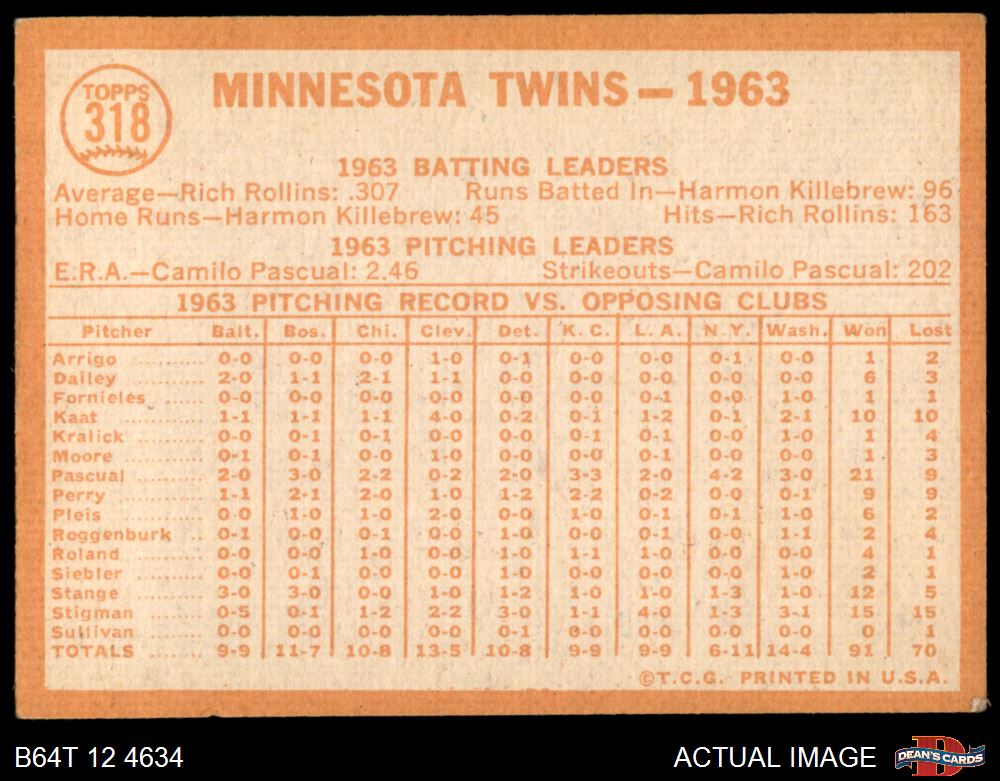 TOPPS
318
MINNESOTA TWINS — 1963
1963 BATTING LEADERS
Average—Rich Rollins: .307 Runs Batted In—Harmon Killebrew: 96
Home Runs—Harmon Killebrew: 45 Hits—Rich Rollins: 163
1963 PITCHING LEADERS
E.R.A.—Camilo Pascual: 2.46 Strikeouts—Camilo Pascual: 202
1963 PITCHING RECORD VS. OPPOSING CLUBS
Pitcher Balt. Bos. Chi. Clev. Det. K. C. L. A. N. Y. Wash. Won Lost
Arrigo .......... 0-0 0-0 0-0 1-0 0-1 0-0 0-0 0-1 0-0 1 2
Dailey .......... 2-0 1-1 2-1 1-1 0-0 0-0 0-0 0-0 0-0 6 3
Fornieles ....... 0-0 0-0 0-0 0-0 0-0 0-0 0-1 0-0 1-0 1 1
Kaat ............ 1-1 1-1 1-1 4-0 0-2 0-1 1-2 0-1 2-1 10 10
Kralick ......... 0-0 0-1 0-1 0-0 0-0 0-1 0-1 0-0 1-0 1 4
Moore ........... 0-1 0-1 0-0 1-0 0-0 0-0 0-1 0-0 0-0 1 3
Pascual ......... 2-0 3-0 2-2 0-2 2-0 3-3 2-0 4-2 3-0 21 9
Perry ........... 1-1 2-1 2-0 1-0 1-2 2-2 0-2 0-0 0-1 9 9
Pleis ........... 0-0 1-0 1-0 2-0 0-0 1-0 0-1 0-1 1-0 6 2
Roggenburk .. 0-1 0-0 0-1 0-0 1-0 0-0 0-1 0-0 1-1 2 4
Roland .......... 0-0 0-0 1-0 0-0 1-0 1-1 1-0 0-0 0-0 4 1
Siebler ......... 0-0 0-1 0-0 0-0 1-0 0-0 0-0 0-0 1-0 2 1
Stange .......... 3-0 3-0 0-0 1-0 1-2 1-0 1-0 1-3 1-0 12 5
Stigman ......... 0-5 0-1 1-2 2-2 3-0 1-1 4-0 1-3 3-1 15 15
Sullivan ........ 0-0 0-0 0-0 0-0 0-1 0-0 0-0 0-0 0-0 0 1
TOTALS .......... 9-9 11-7 10-8 13-5 10-8 9-9 9-9 6-11 14-4 91 70
©T.C.G. PRINTED IN U.S.A.
B64T 12 4634 ACTUAL IMAGE
DEAN'S CARDS